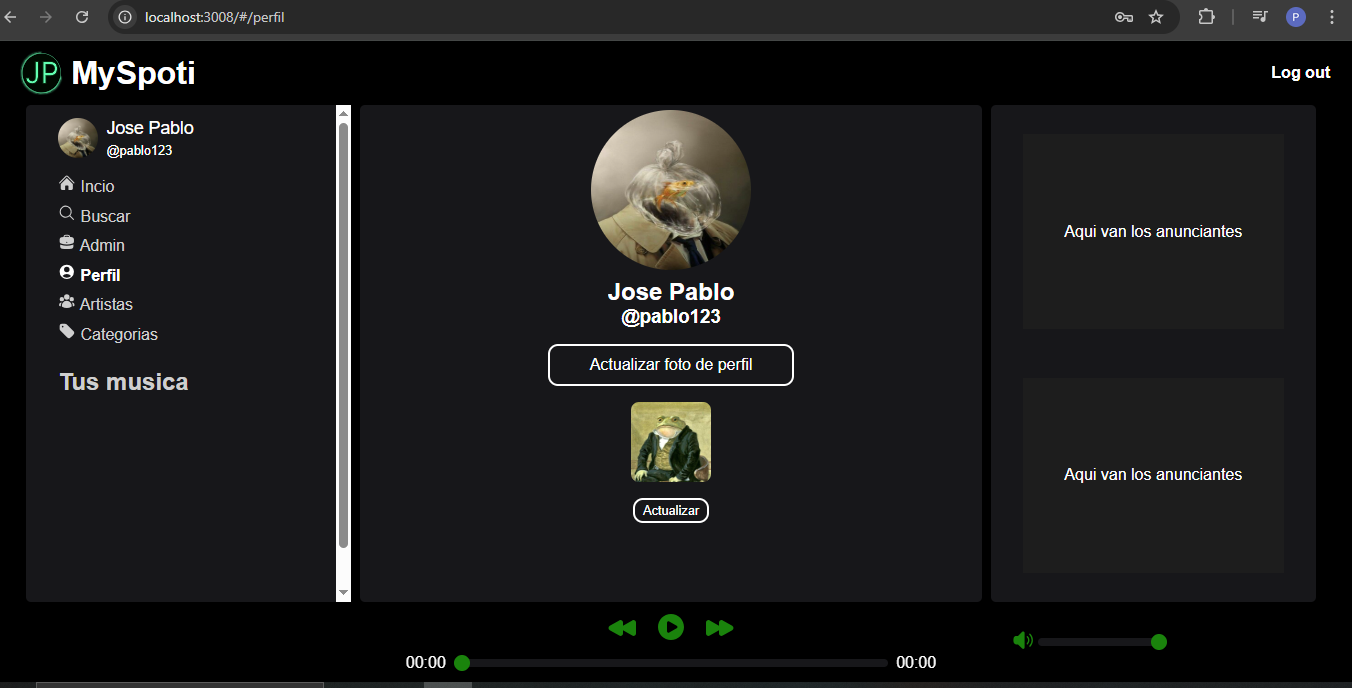 localhost:3008/#/perfil
P
JP MySpoti
Log out
Jose Pablo
@pablo123
Incio
Buscar
Admin
Perfil
Artistas
Categorias
Tus musica
Jose Pablo
@pablo123
Actualizar foto de perfil
Actualizar
Aqui van los anunciantes
Aqui van los anunciantes
00:00
00:00